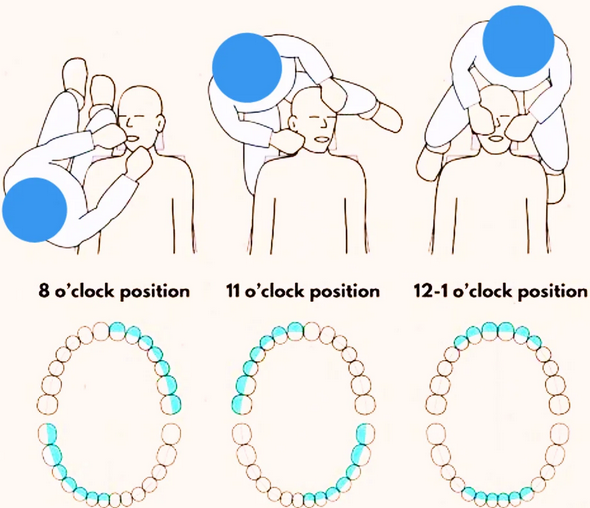 8 o'clock position
11 o'clock position
12-1 o'clock position